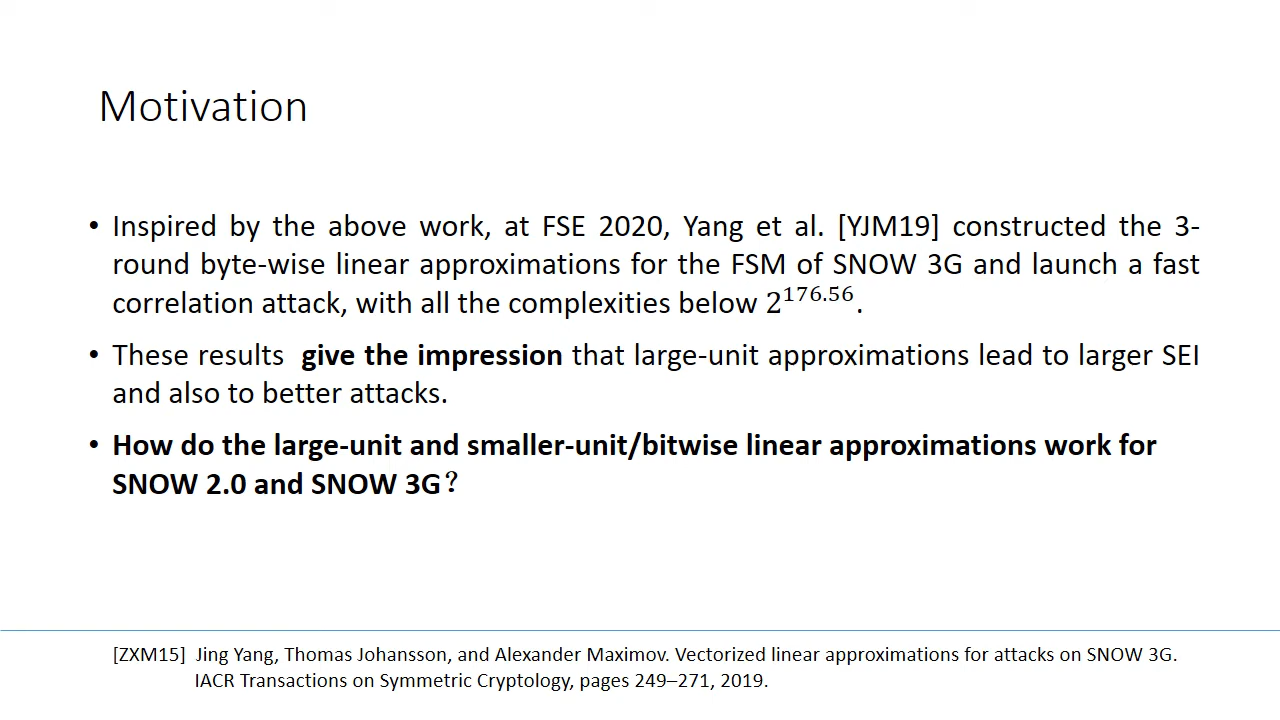 Motivation
• Inspired by the above work, at FSE 2020, Yang et al. [YJM19] constructed the 3-
round byte-wise linear approximations for the FSM of SNOW 3G and launch a fast
correlation attack, with all the complexities below 2^176.56.
• These results give the impression that large-unit approximations lead to larger SEI
and also to better attacks.
• How do the large-unit and smaller-unit/bitwise linear approximations work for
SNOW 2.0 and SNOW 3G?
[ZXM15] Jing Yang, Thomas Johansson, and Alexander Maximov. Vectorized linear approximations for attacks on SNOW 3G.
IACR Transactions on Symmetric Cryptology, pages 249–271, 2019.